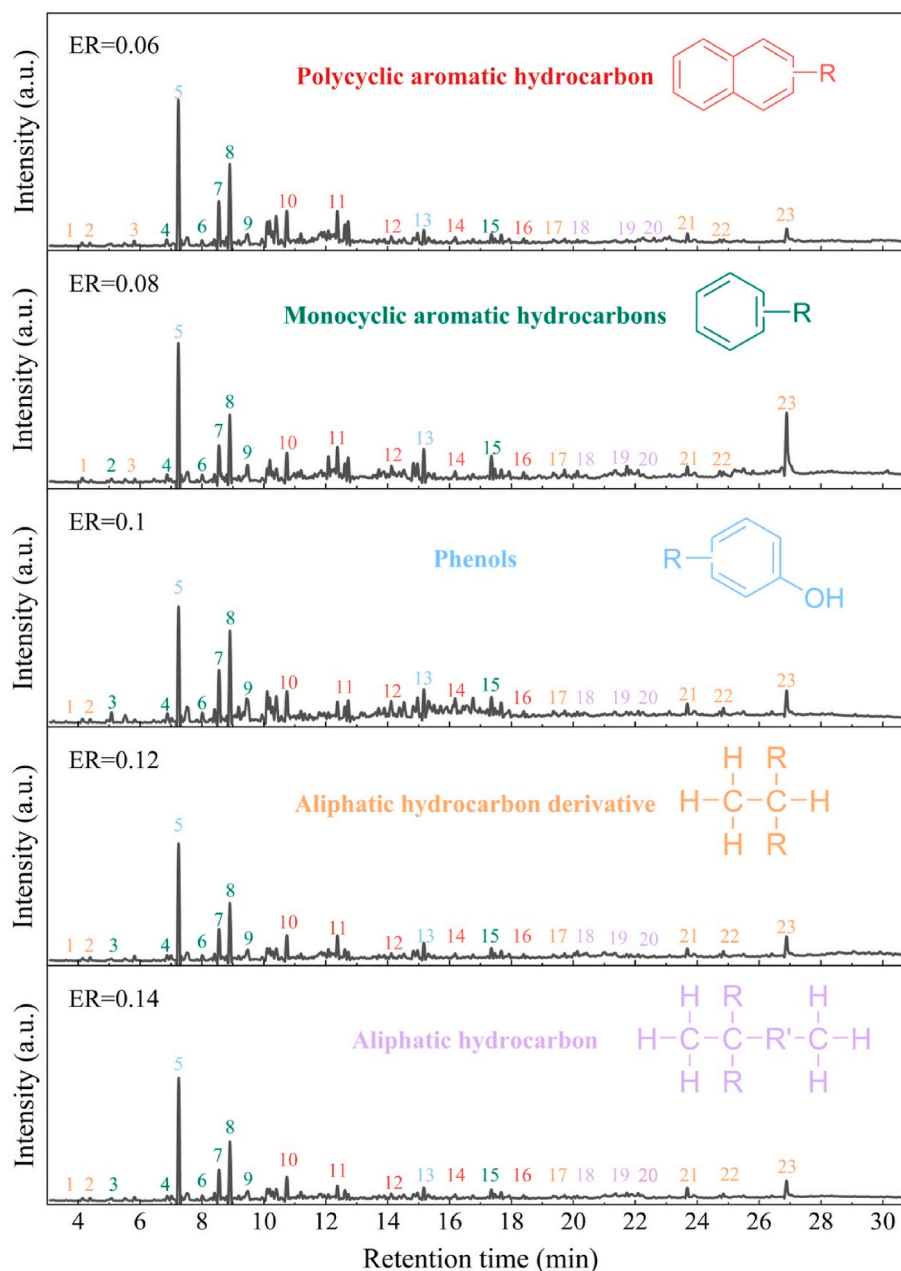 ER=0.06
Polycyclic aromatic hydrocarbon
R
Intensity (a.u.)
1 2 3 4 5 6 7 8 9 10 11 12 13 14 15 16 17 18 19 20 21 22 23
ER=0.08
Monocyclic aromatic hydrocarbons
R
Intensity (a.u.)
1 2 3 4 5 6 7 8 9 10 11 12 13 14 15 16 17 18 19 20 21 22 23
ER=0.1
Phenols
R
OH
Intensity (a.u.)
1 2 3 4 5 6 7 8 9 10 11 12 13 14 15 16 17 18 19 20 21 22 23
ER=0.12
Aliphatic hydrocarbon derivative
H R
H C C H
H R
Intensity (a.u.)
1 2 3 4 5 6 7 8 9 10 11 12 13 14 15 16 17 18 19 20 21 22 23
ER=0.14
Aliphatic hydrocarbon
H R H
H C C R' C H
H R H
Intensity (a.u.)
1 2 3 4 5 6 7 8 9 10 11 12 13 14 15 16 17 18 19 20 21 22 23
4 6 8 10 12 14 16 18 20 22 24 26 28 30
Retention time (min)